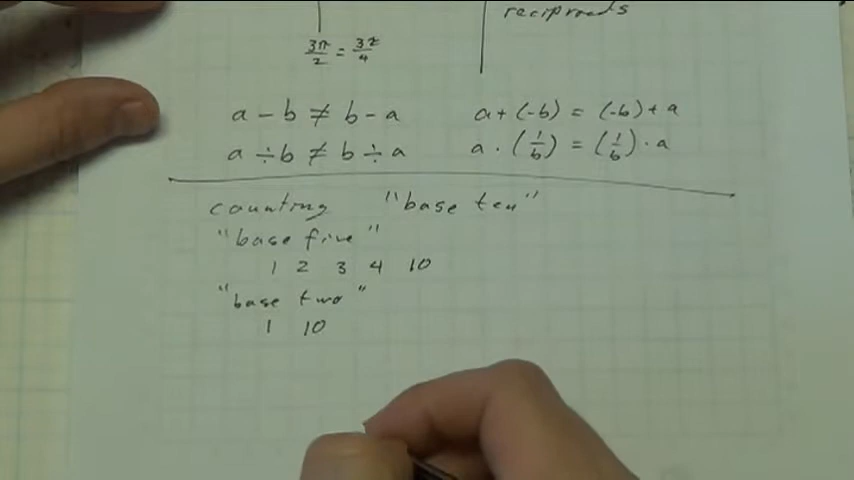 reciprocals
3π/2 = 3π/4
a - b ≠ b - a
a + (-b) = (-b) + a
a ÷ b ≠ b ÷ a
a · (1/b) = (1/b) · a
counting "base ten"
"base five"
1 2 3 4 10
"base two"
1 10